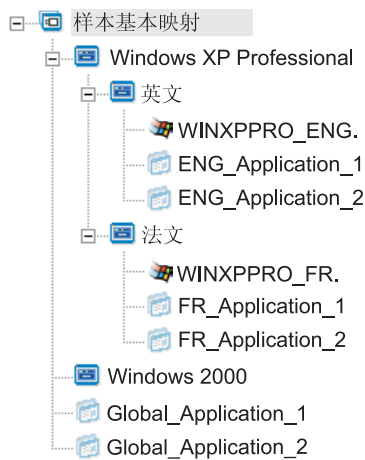 样本基本映射
Windows XP Professional
英文
WINXPPRO_ENG.
ENG_Application_1
ENG_Application_2
法文
WINXPPRO_FR.
FR_Application_1
FR_Application_2
Windows 2000
Global_Application_1
Global_Application_2